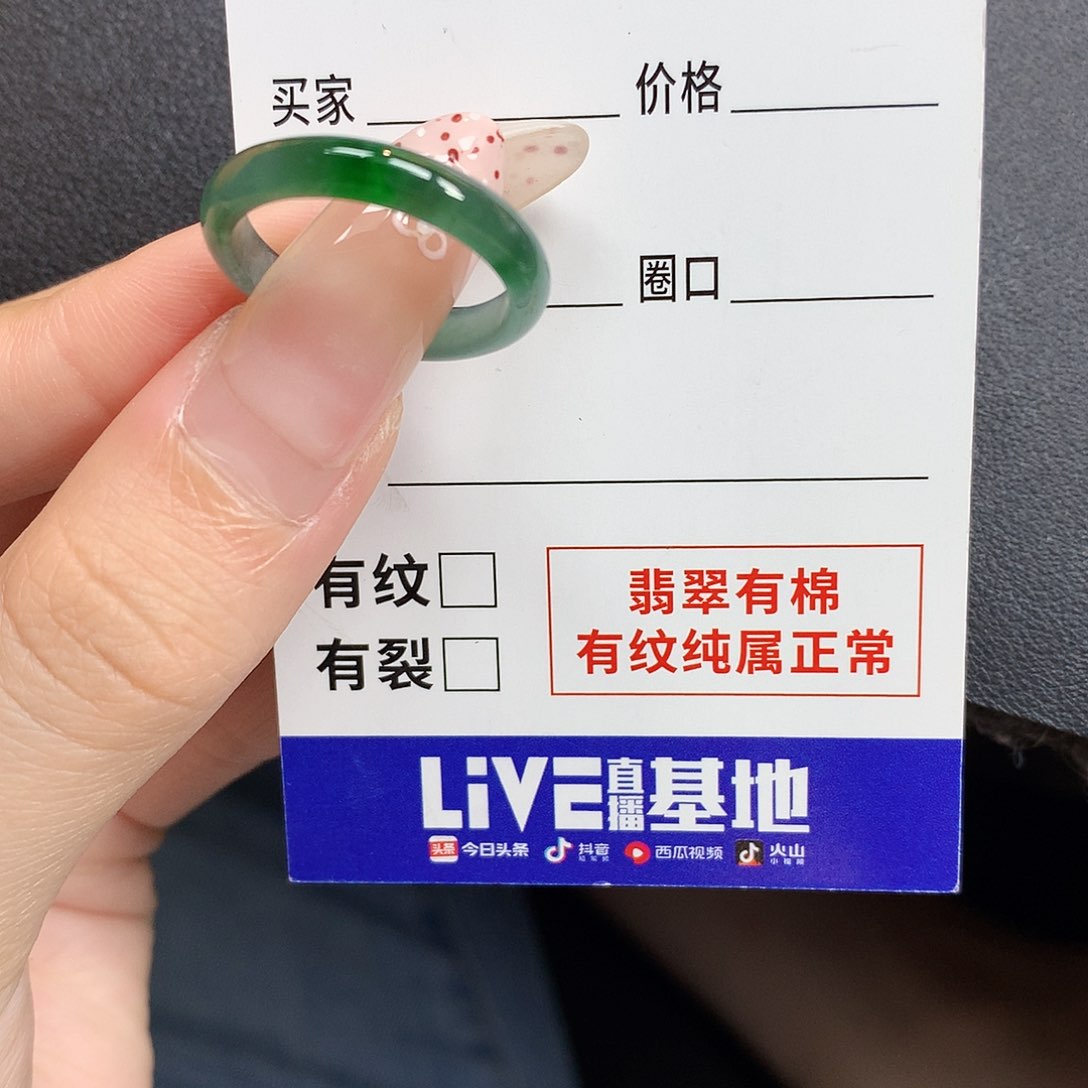 买家
价格
圈口
有纹
有裂
翡翠有棉
有纹纯属正常
LiVE直播基地
头条 今日头条 抖音 西瓜视频 火山